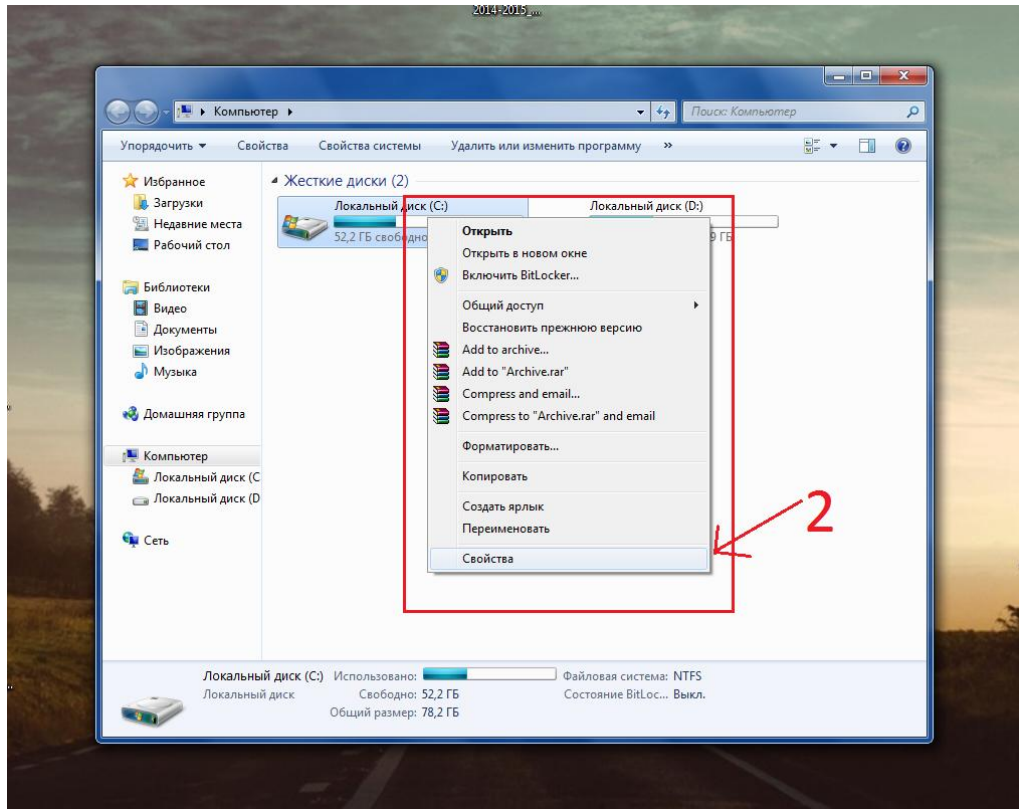 2014-2015_...
Компьютер
Поиск: Компьютер
Упорядочить Свойства Свойства системы Удалить или изменить программу »
Избранное
Загрузки
Недавние места
Рабочий стол
Библиотеки
Видео
Документы
Изображения
Музыка
Домашняя группа
Компьютер
Локальный диск (C
Локальный диск (D
Сеть
Жесткие диски (2)
Локальный диск (C:)
52,2 ГБ свободно
Локальный диск (D:)
9 ГБ
Открыть
Открыть в новом окне
Включить BitLocker...
Общий доступ
Восстановить прежнюю версию
Add to archive...
Add to "Archive.rar"
Compress and email...
Compress to "Archive.rar" and email
Форматировать...
Копировать
Создать ярлык
Переименовать
Свойства
2
Локальный диск (C:) Использовано: Файловая система: NTFS
Локальный диск Свободно: 52,2 ГБ Состояние BitLoc... Выкл.
Общий размер: 78,2 ГБ